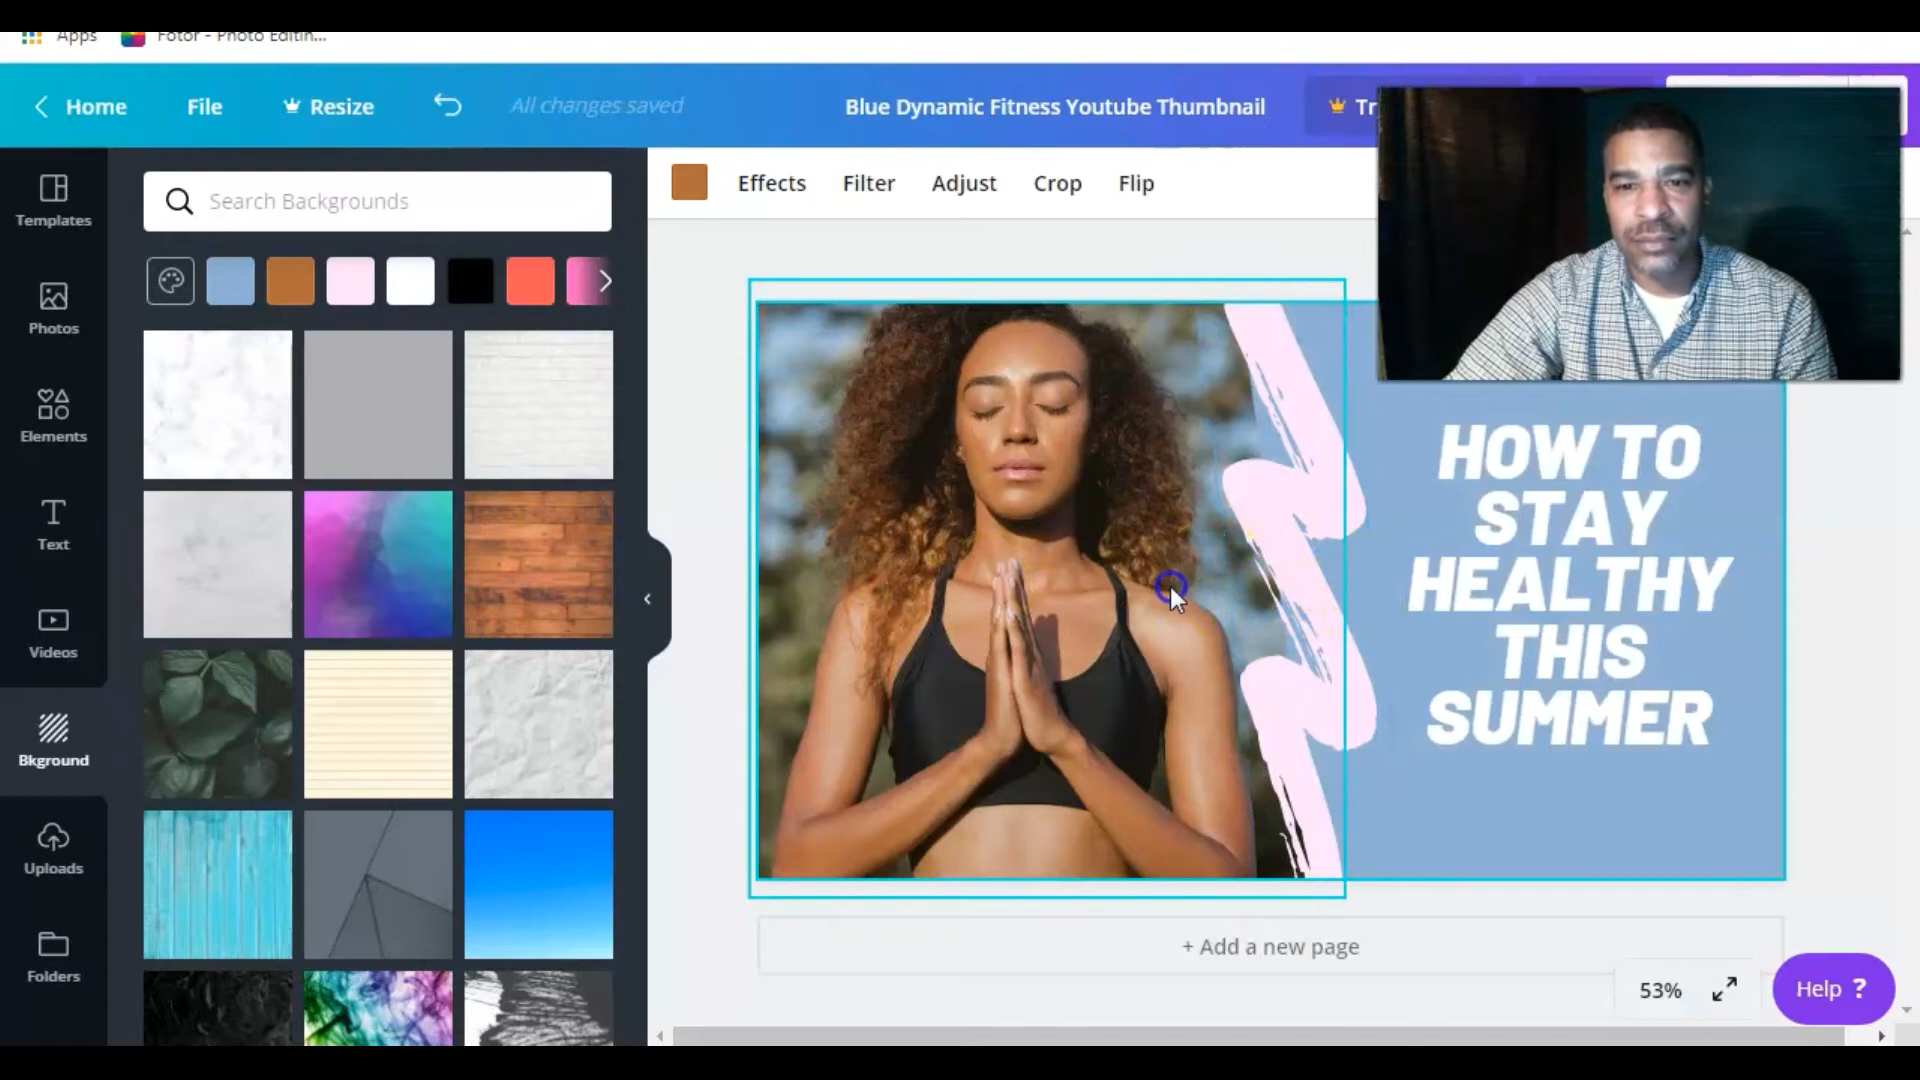 Apps Fotor - Photo Editin...
Home File Resize All changes saved Blue Dynamic Fitness Youtube Thumbnail Tr
Templates
Photos
Elements
Text
Videos
Bkground
Uploads
Folders
Search Backgrounds
Effects Filter Adjust Crop Flip
HOW TO
STAY
HEALTHY
THIS
SUMMER
+ Add a new page
53%
Help ?